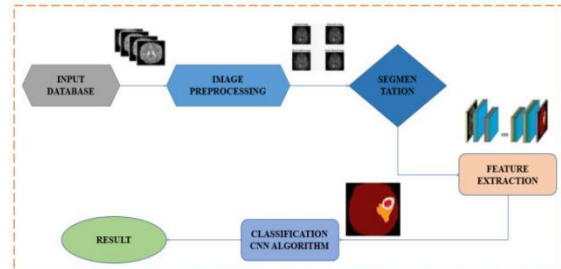 INPUT
DATABASE
IMAGE
PREPROCESSING
SEGMEN
TATION
FEATURE
EXTRACTION
CLASSIFICATION
CNN ALGORITHM
RESULT